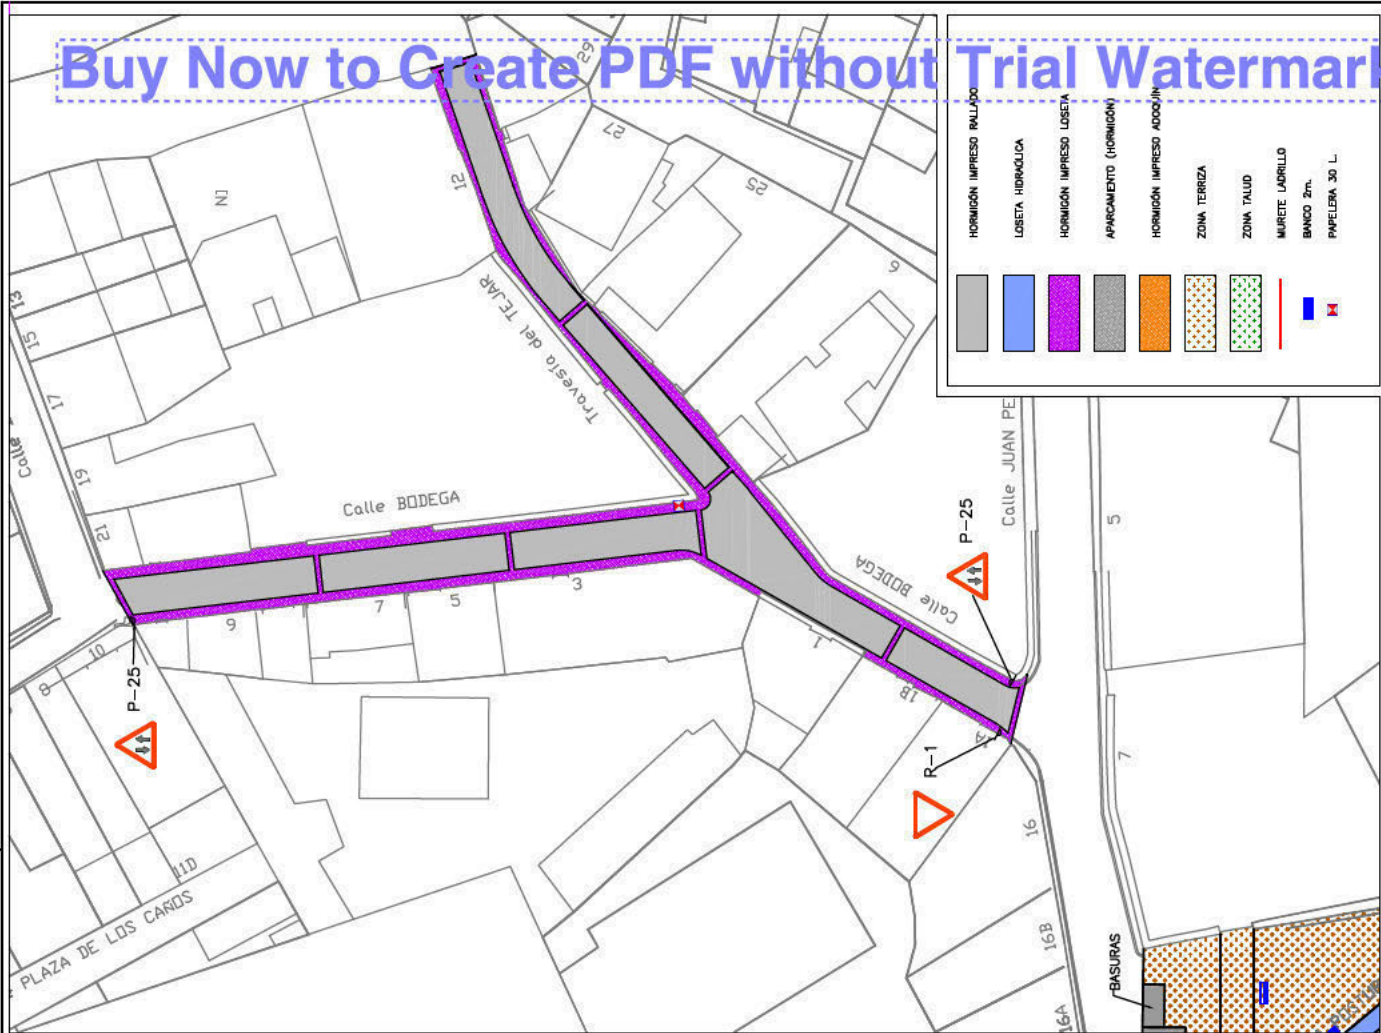 Buy Now to Create PDF without Trial Watermark
HORMIGÓN IMPRESO RALLADO
LOSETA HIDRAÚLICA
HORMIGÓN IMPRESO LOSETA
APARCAMIENTO (HORMIGÓN)
HORMIGÓN IMPRESO ADOQUÍN
ZONA TERRIZA
ZONA TALUD
MURETE LADRILLO
BANCO 2m.
PAPELERA 30 L.
29
27
25
12
N1
6
13
15
17
19
21
Calle
Travesía del TEJAR
Calle BODEGA
Calle BODEGA
Calle JUAN PE
P-25
P-25
R-1
9
7
5
3
1
1B
1A
8
10
11D
PLAZA DE LOS CAÑOS
5
7
16
16B
16A
BASURAS